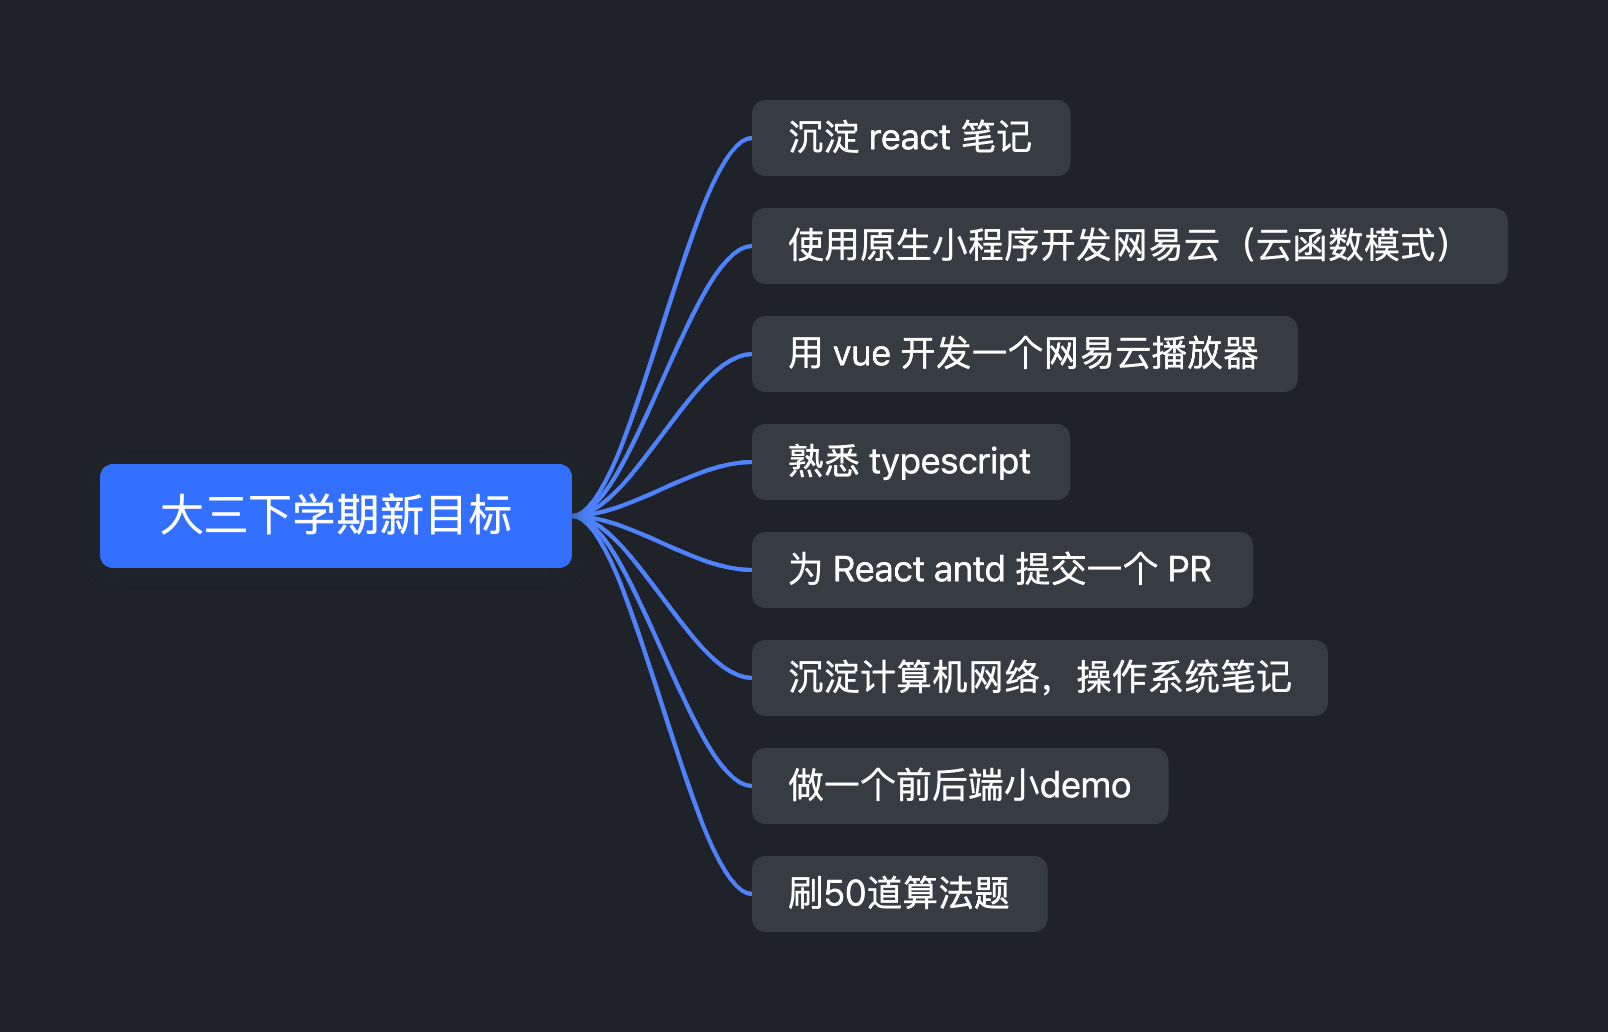 大三下学期新目标
沉淀 react 笔记
使用原生小程序开发网易云（云函数模式）
用 vue 开发一个网易云播放器
熟悉 typescript
为 React antd 提交一个 PR
沉淀计算机网络，操作系统笔记
做一个前后端小demo
刷50道算法题